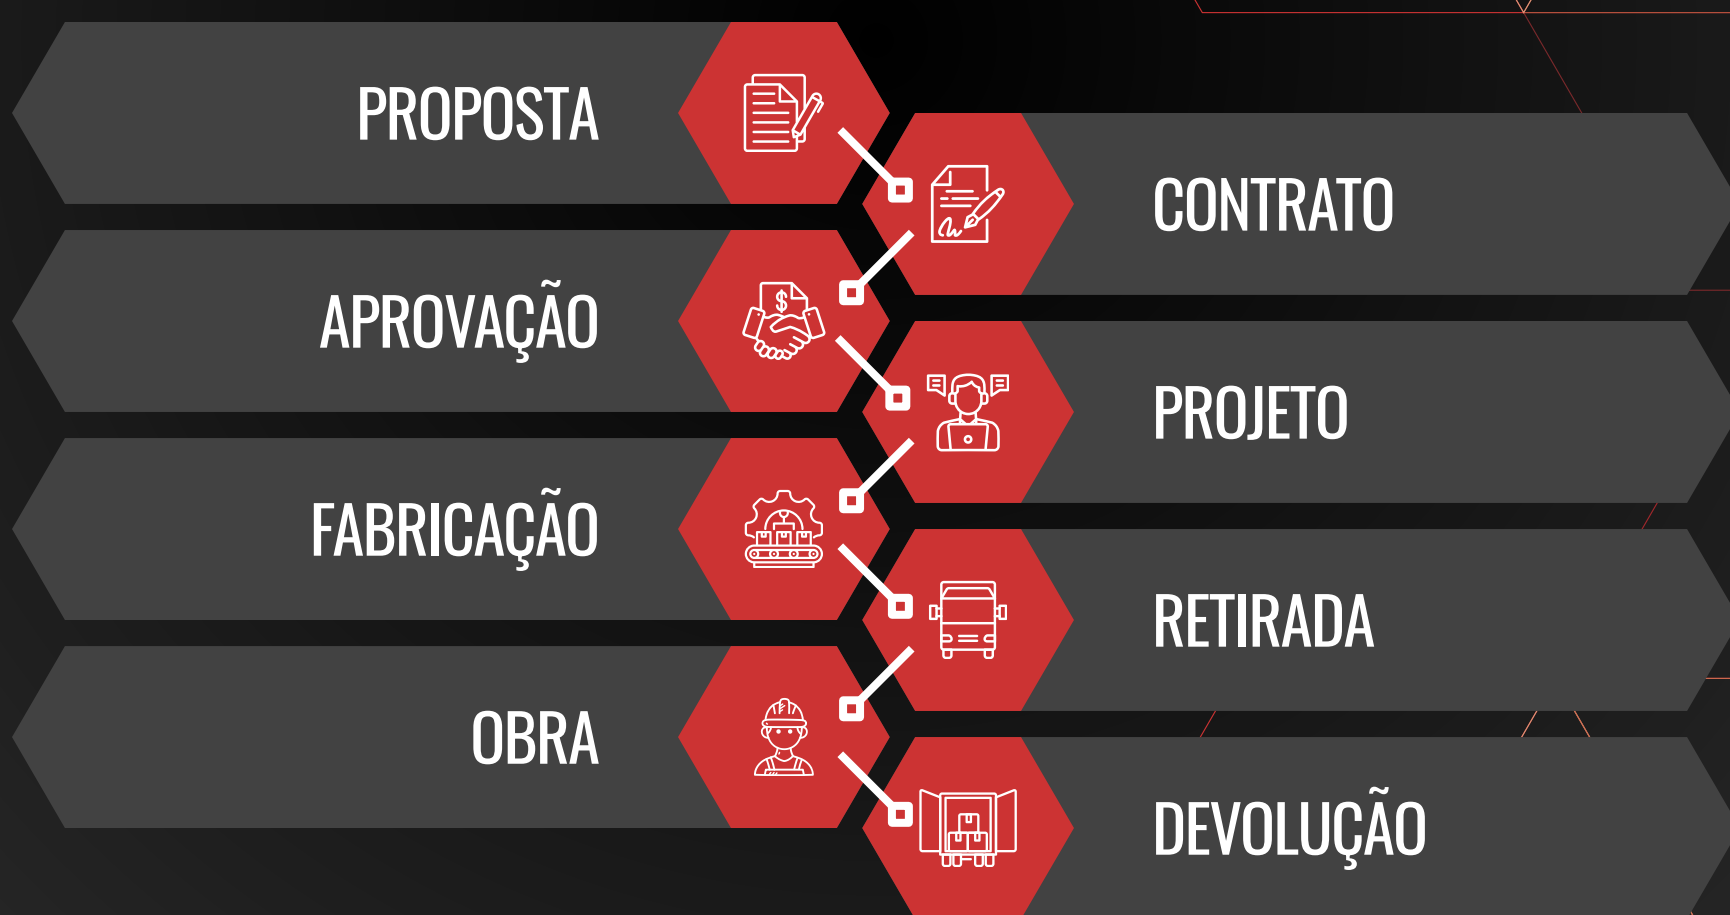 PROPOSTA
CONTRATO
APROVAÇÃO
$
PROJETO
FABRICAÇÃO
RETIRADA
OBRA
DEVOLUÇÃO